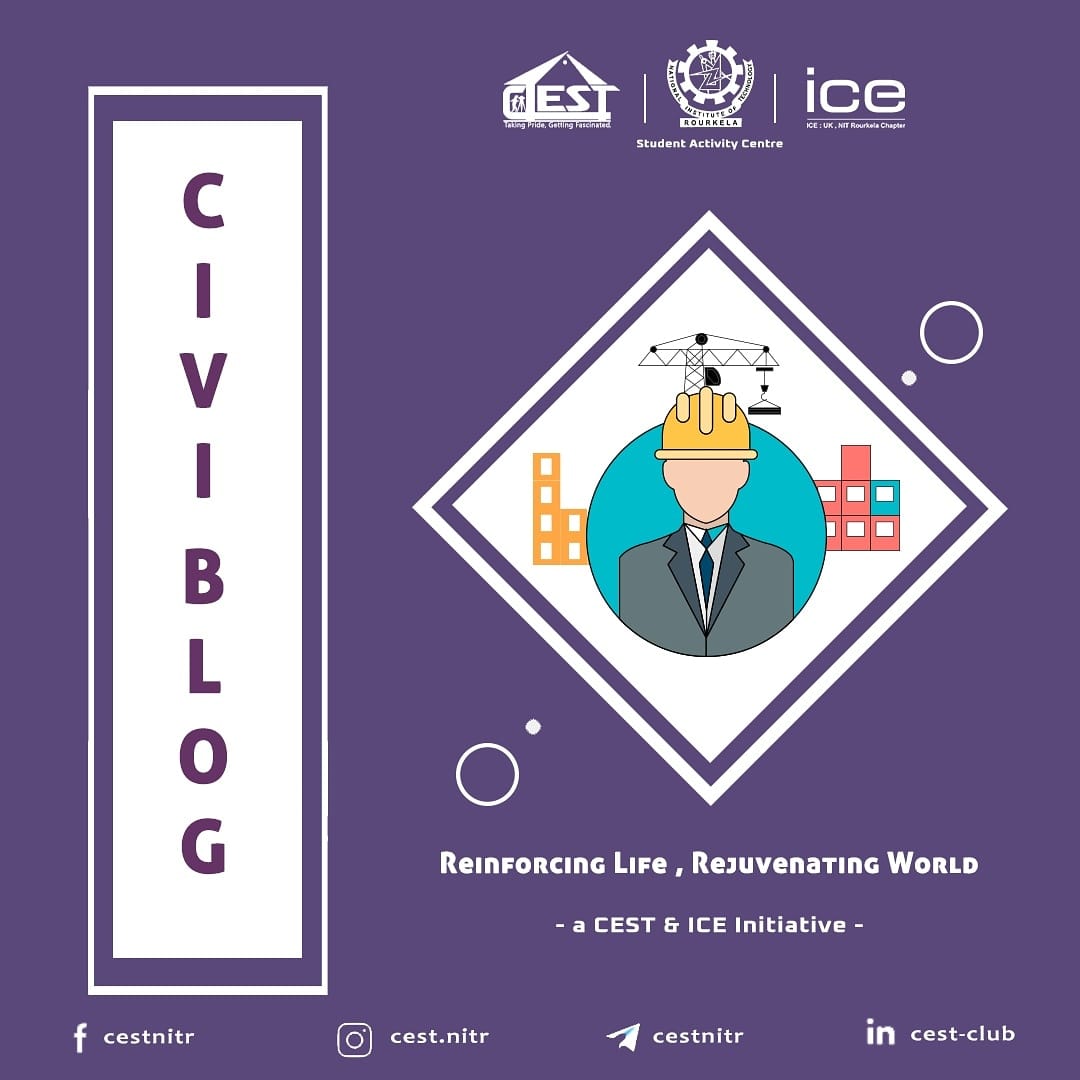 CEST
Taking Pride, Getting Fascinated.
NATIONAL INSTITUTE OF TECHNOLOGY
ROURKELA
Student Activity Centre
ice
ICE : UK , NIT Rourkela Chapter
CIVI BLOG
Reinforcing Life , Rejuvenating World
- a CEST & ICE Initiative -
cestnitr
cest.nitr
cestnitr
cest-club